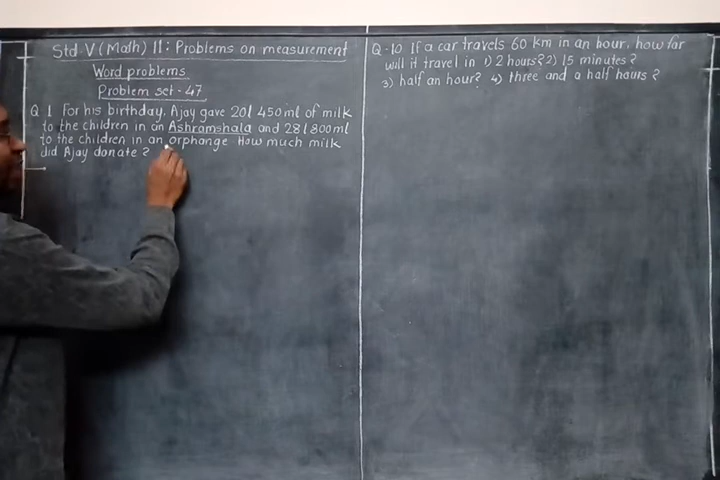 Std-V (Math) 11: Problems on measurement
Word problems
Problem set - 47
Q.1 For his birthday, Ajay gave 20l 450ml of milk
to the children in an Ashramshala and 28l 800ml
to the children in an orphange How much milk
did Ajay donate ?
Q.10 If a car travels 60 km in an hour, how far
will it travel in 1) 2 hours? 2) 15 minutes ?
3) half an hour? 4) three and a half hours ?